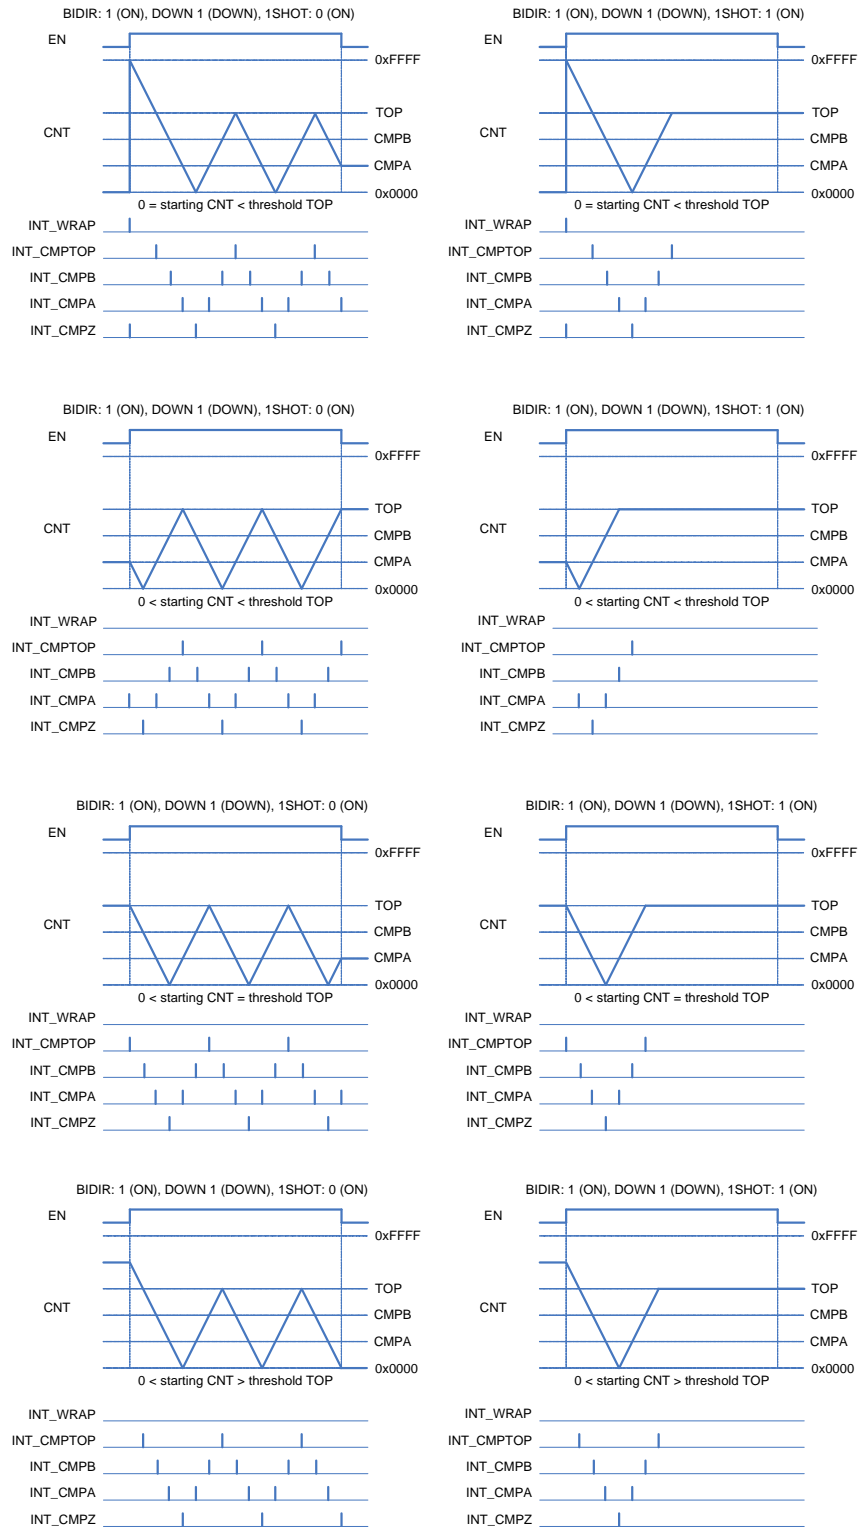 BIDIR: 1 (ON), DOWN 1 (DOWN), 1SHOT: 0 (ON)
EN
0xFFFF
TOP
CNT
CMPB
CMPA
0x0000
0 = starting CNT < threshold TOP
INT_WRAP
INT_CMPTOP
INT_CMPB
INT_CMPA
INT_CMPZ
BIDIR: 1 (ON), DOWN 1 (DOWN), 1SHOT: 1 (ON)
EN
0xFFFF
TOP
CNT
CMPB
CMPA
0x0000
0 = starting CNT < threshold TOP
INT_WRAP
INT_CMPTOP
INT_CMPB
INT_CMPA
INT_CMPZ
BIDIR: 1 (ON), DOWN 1 (DOWN), 1SHOT: 0 (ON)
EN
0xFFFF
TOP
CNT
CMPB
CMPA
0x0000
0 < starting CNT < threshold TOP
INT_WRAP
INT_CMPTOP
INT_CMPB
INT_CMPA
INT_CMPZ
BIDIR: 1 (ON), DOWN 1 (DOWN), 1SHOT: 1 (ON)
EN
0xFFFF
TOP
CNT
CMPB
CMPA
0x0000
0 < starting CNT < threshold TOP
INT_WRAP
INT_CMPTOP
INT_CMPB
INT_CMPA
INT_CMPZ
BIDIR: 1 (ON), DOWN 1 (DOWN), 1SHOT: 0 (ON)
EN
0xFFFF
TOP
CNT
CMPB
CMPA
0x0000
0 < starting CNT = threshold TOP
INT_WRAP
INT_CMPTOP
INT_CMPB
INT_CMPA
INT_CMPZ
BIDIR: 1 (ON), DOWN 1 (DOWN), 1SHOT: 1 (ON)
EN
0xFFFF
TOP
CNT
CMPB
CMPA
0x0000
0 < starting CNT = threshold TOP
INT_WRAP
INT_CMPTOP
INT_CMPB
INT_CMPA
INT_CMPZ
BIDIR: 1 (ON), DOWN 1 (DOWN), 1SHOT: 0 (ON)
EN
0xFFFF
TOP
CNT
CMPB
CMPA
0x0000
0 < starting CNT > threshold TOP
INT_WRAP
INT_CMPTOP
INT_CMPB
INT_CMPA
INT_CMPZ
BIDIR: 1 (ON), DOWN 1 (DOWN), 1SHOT: 1 (ON)
EN
0xFFFF
TOP
CNT
CMPB
CMPA
0x0000
0 < starting CNT > threshold TOP
INT_WRAP
INT_CMPTOP
INT_CMPB
INT_CMPA
INT_CMPZ